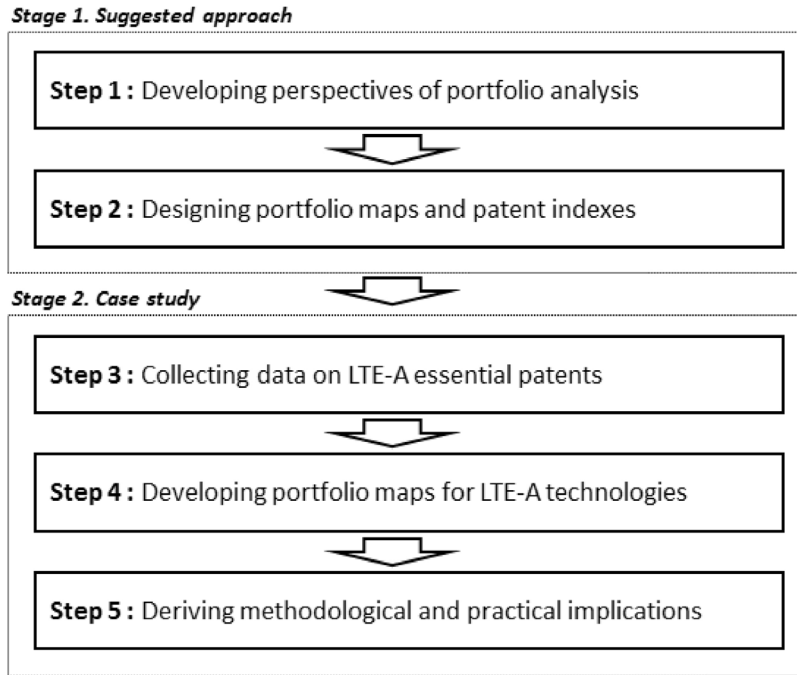 Stage 1. Suggested approach
Step 1 : Developing perspectives of portfolio analysis
Step 2 : Designing portfolio maps and patent indexes
Stage 2. Case study
Step 3 : Collecting data on LTE-A essential patents
Step 4 : Developing portfolio maps for LTE-A technologies
Step 5 : Deriving methodological and practical implications